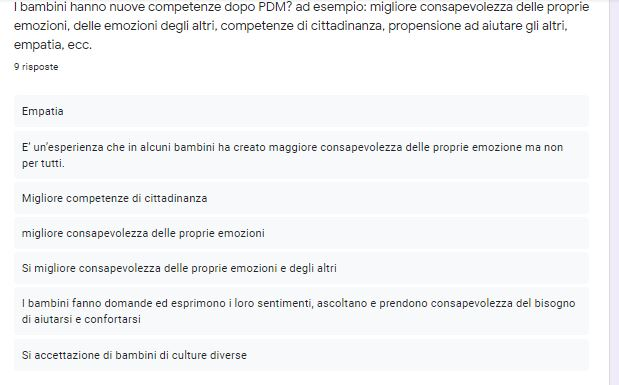 I bambini hanno nuove competenze dopo PDM? ad esempio: migliore consapevolezza delle proprie
emozioni, delle emozioni degli altri, competenze di cittadinanza, propensione ad aiutare gli altri,
empatia, ecc.
9 risposte
Empatia
E' un'esperienza che in alcuni bambini ha creato maggiore consapevolezza delle proprie emozione ma non
per tutti.
Migliore competenze di cittadinanza
migliore consapevolezza delle proprie emozioni
Si migliore consapevolezza delle proprie emozioni e degli altri
I bambini fanno domande ed esprimono i loro sentimenti, ascoltano e prendono consapevolezza del bisogno
di aiutarsi e confortarsi
Si accettazione di bambini di culture diverse